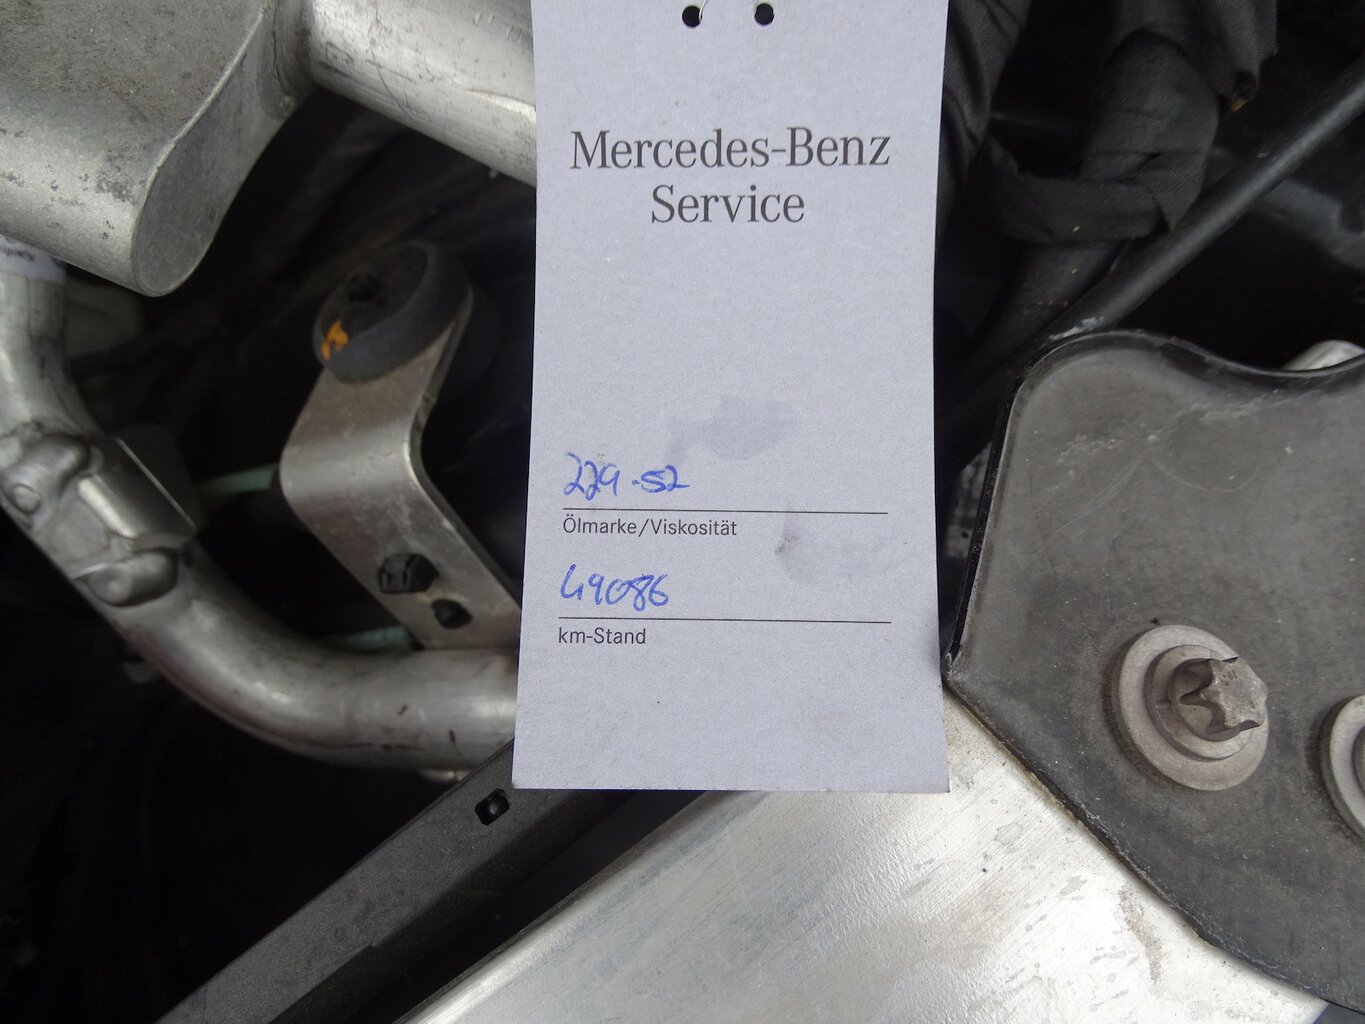 Mercedes-Benz
Service
229.52
Ölmarke/Viskosität
49086
km-Stand